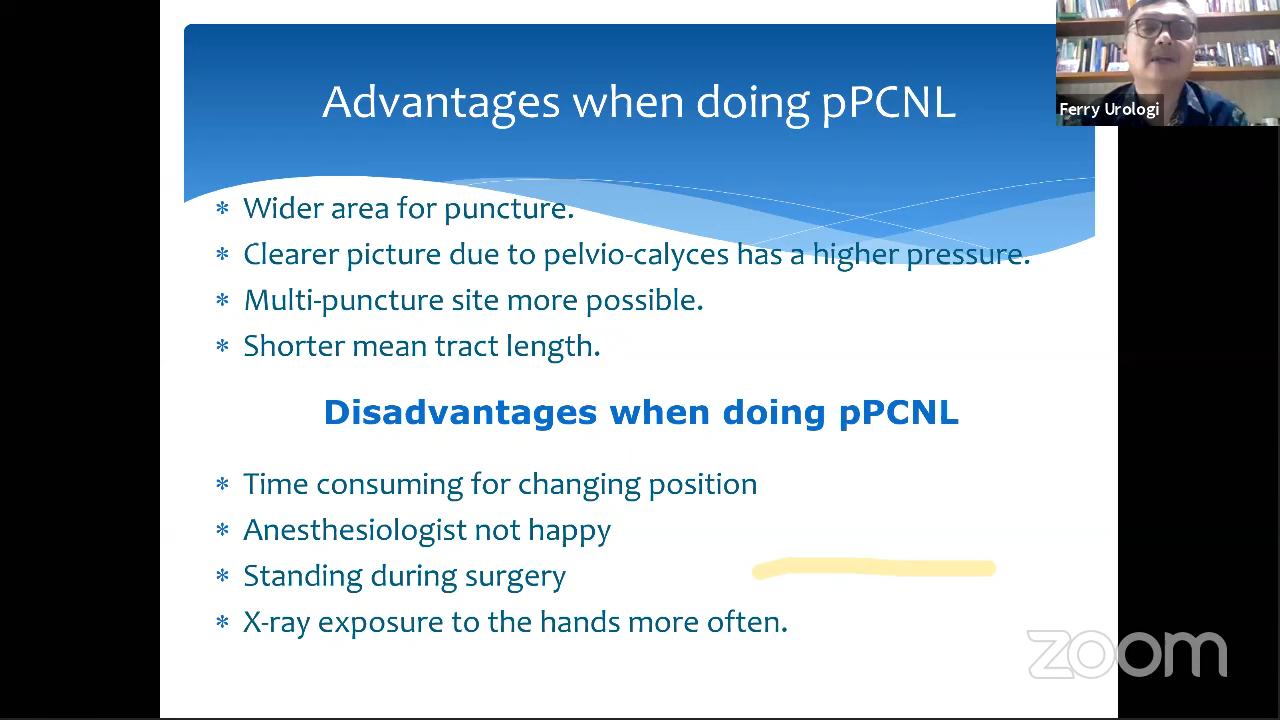 Advantages when doing pPCNL
Ferry Urologi
* Wider area for puncture.
* Clearer picture due to pelvio-calyces has a higher pressure.
* Multi-puncture site more possible.
* Shorter mean tract length.
Disadvantages when doing pPCNL
* Time consuming for changing position
* Anesthesiologist not happy
* Standing during surgery
* X-ray exposure to the hands more often.
zoom